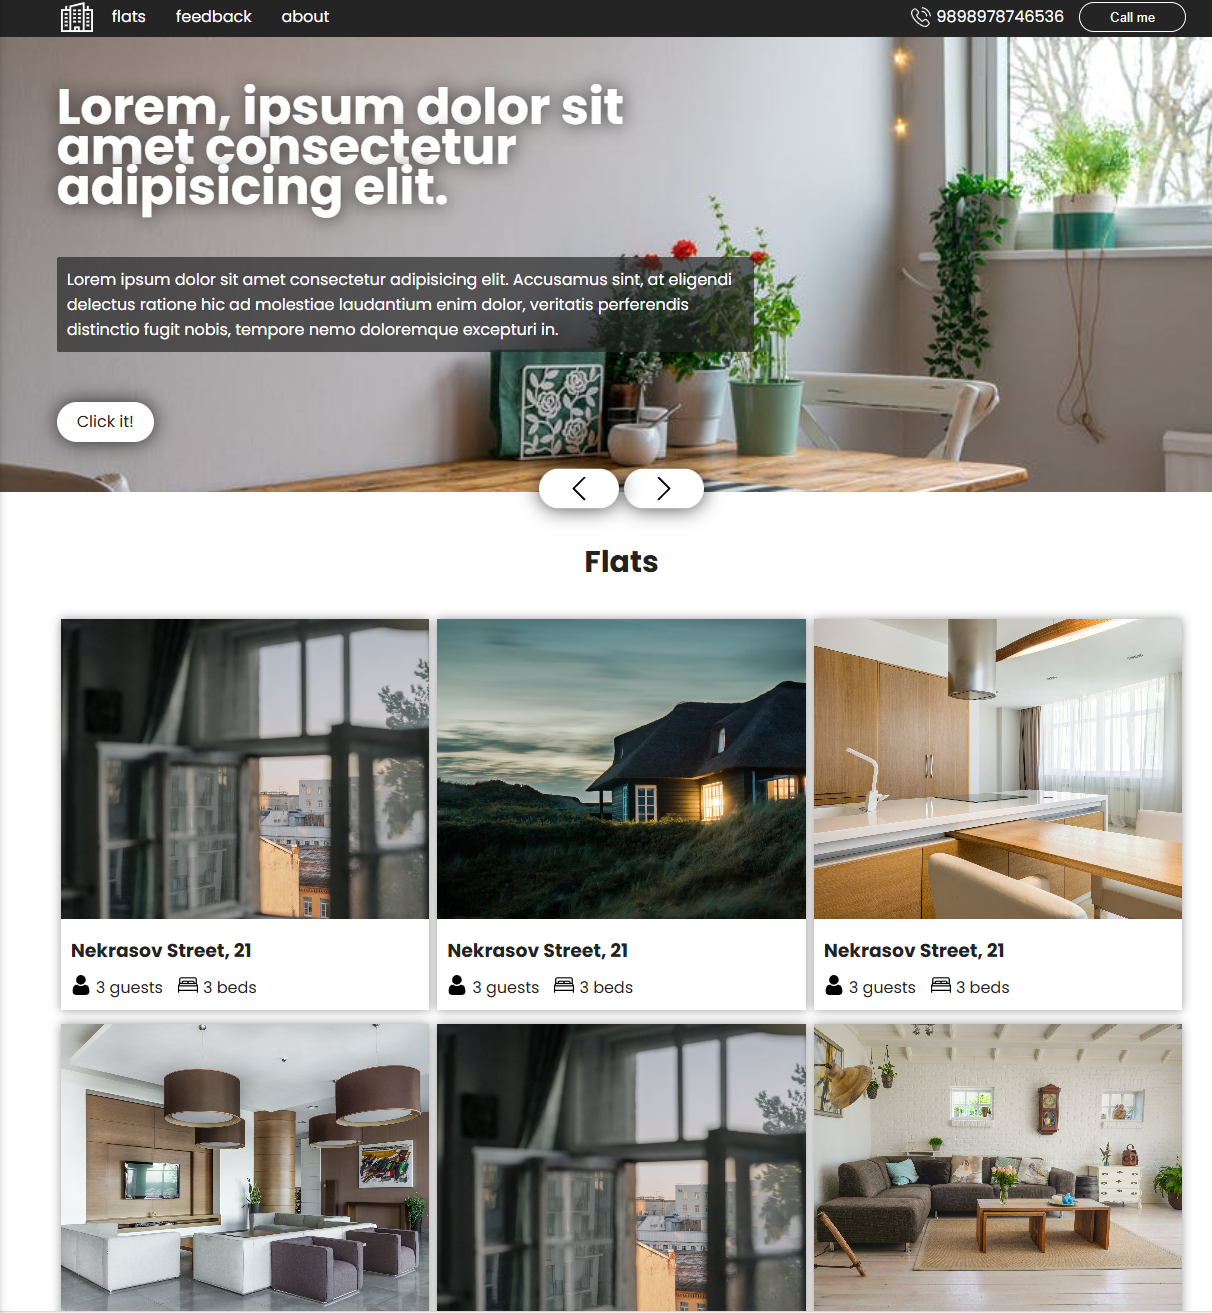 flats feedback about 9898978746536 Call me
Lorem, ipsum dolor sit
amet consectetur
adipisicing elit.
Lorem ipsum dolor sit amet consectetur adipisicing elit. Accusamus sint, at eligendi
delectus ratione hic ad molestiae laudantium enim dolor, veritatis perferendis
distinctio fugit nobis, tempore nemo doloremque excepturi in.
Click it!
Flats
Nekrasov Street, 21
3 guests 3 beds
Nekrasov Street, 21
3 guests 3 beds
Nekrasov Street, 21
3 guests 3 beds